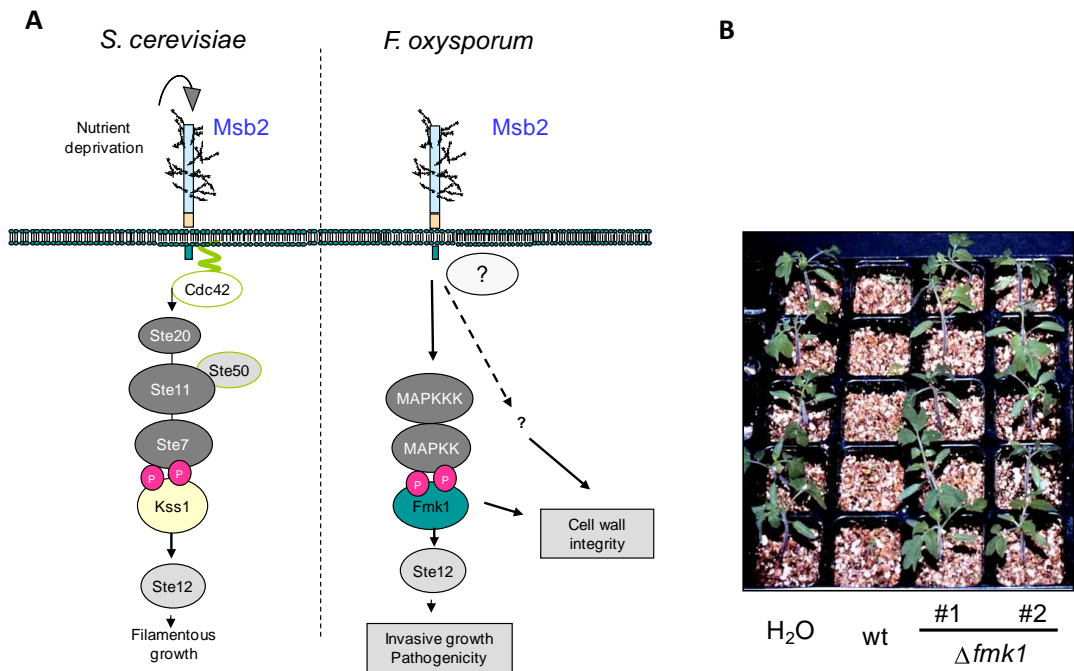 A
S. cerevisiae
Nutrient
deprivation
Msb2
Cdc42
Ste20
Ste50
Ste11
Ste7
P P
Kss1
Ste12
Filamentous
growth
F. oxysporum
Msb2
?
MAPKKK
?
MAPKK
P P
Fmk1
Cell wall
integrity
Ste12
Invasive growth
Pathogenicity
B
H₂O wt #1 #2
Δfmk1